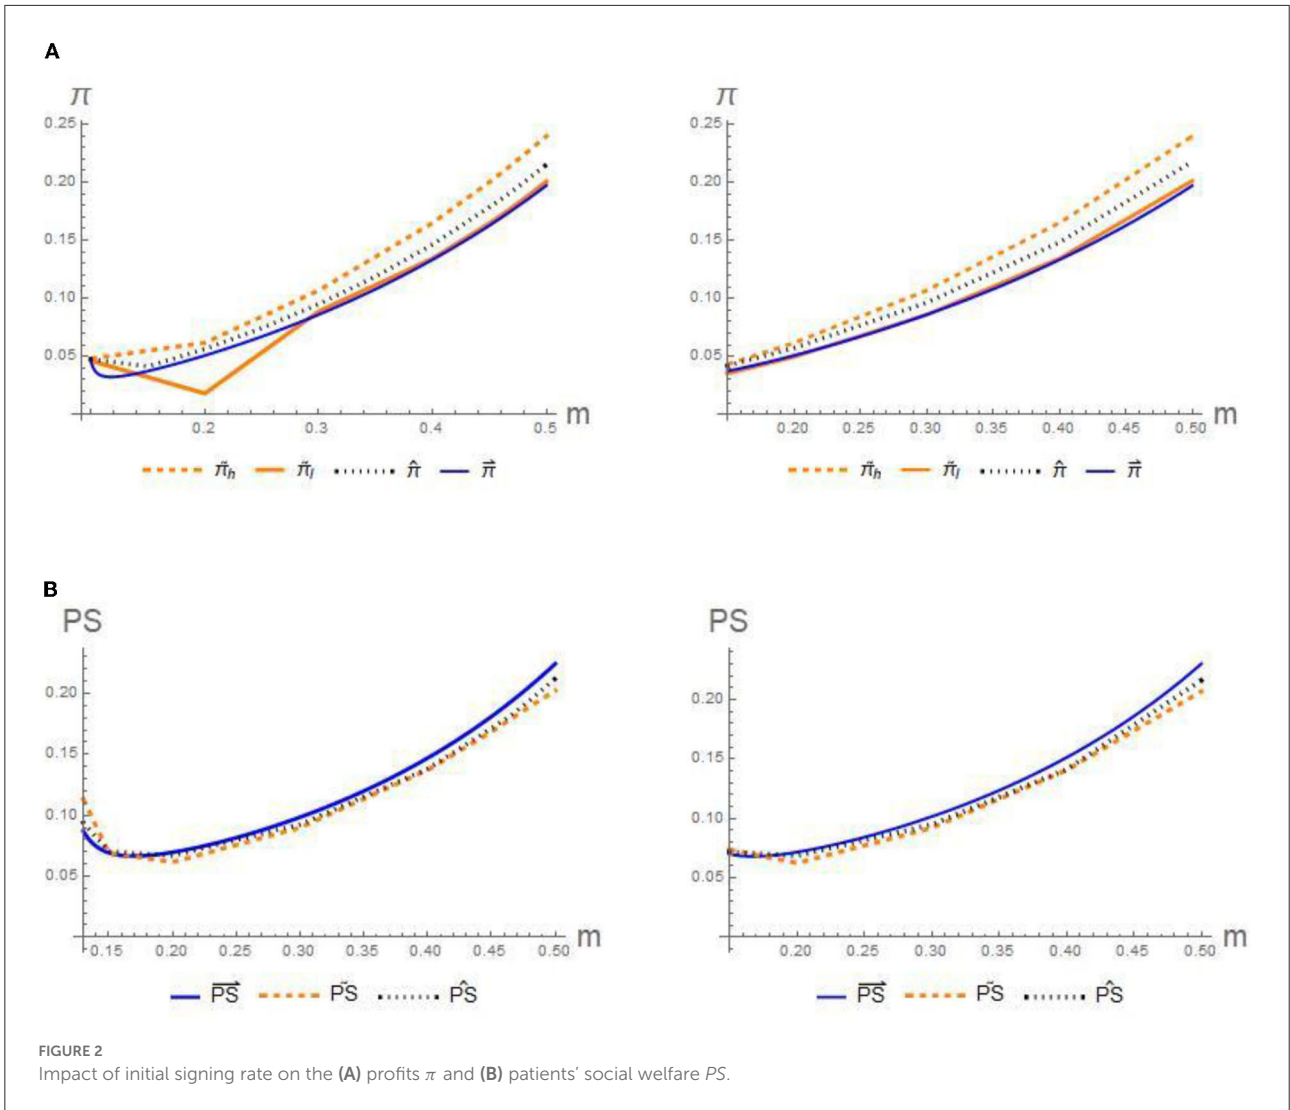 A
π π
0.25 0.25
0.20 0.20
0.15 0.15
0.10 0.10
0.05 0.05
0.2 0.3 0.4 0.5 m 0.20 0.25 0.30 0.35 0.40 0.45 0.50 m
π̃ₕ π̃ₗ π̂ π⃗ π̃ₕ π̃ₗ π̂ π⃗
B
PS PS
0.20 0.20
0.15 0.15
0.10 0.10
0.05 0.05
0.15 0.20 0.25 0.30 0.35 0.40 0.45 0.50 m 0.20 0.25 0.30 0.35 0.40 0.45 0.50 m
P͞S⃗ PS̃ PŜ P͞S⃗ PS̃ PŜ
FIGURE 2
Impact of initial signing rate on the (A) profits π and (B) patients' social welfare PS.